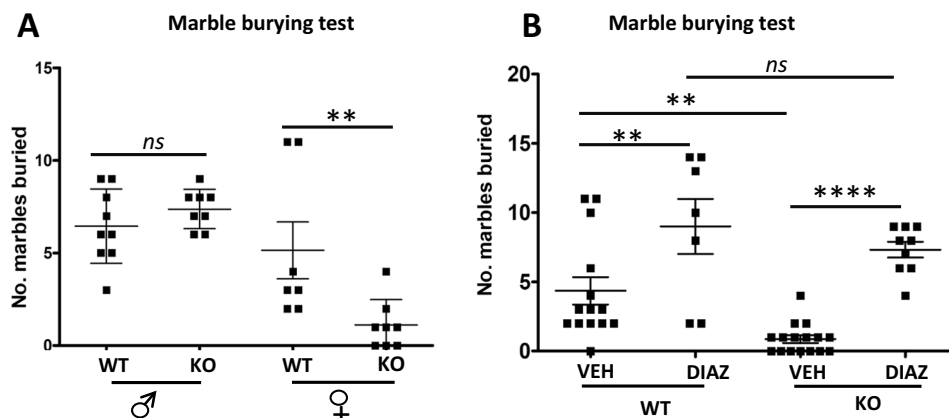 A
Marble burying test
No. marbles buried
15
10
5
0
ns
**
WT
KO
WT
KO
♂
♀
B
Marble burying test
No. marbles buried
20
15
10
5
0
ns
**
**
****
VEH
DIAZ
VEH
DIAZ
WT
KO